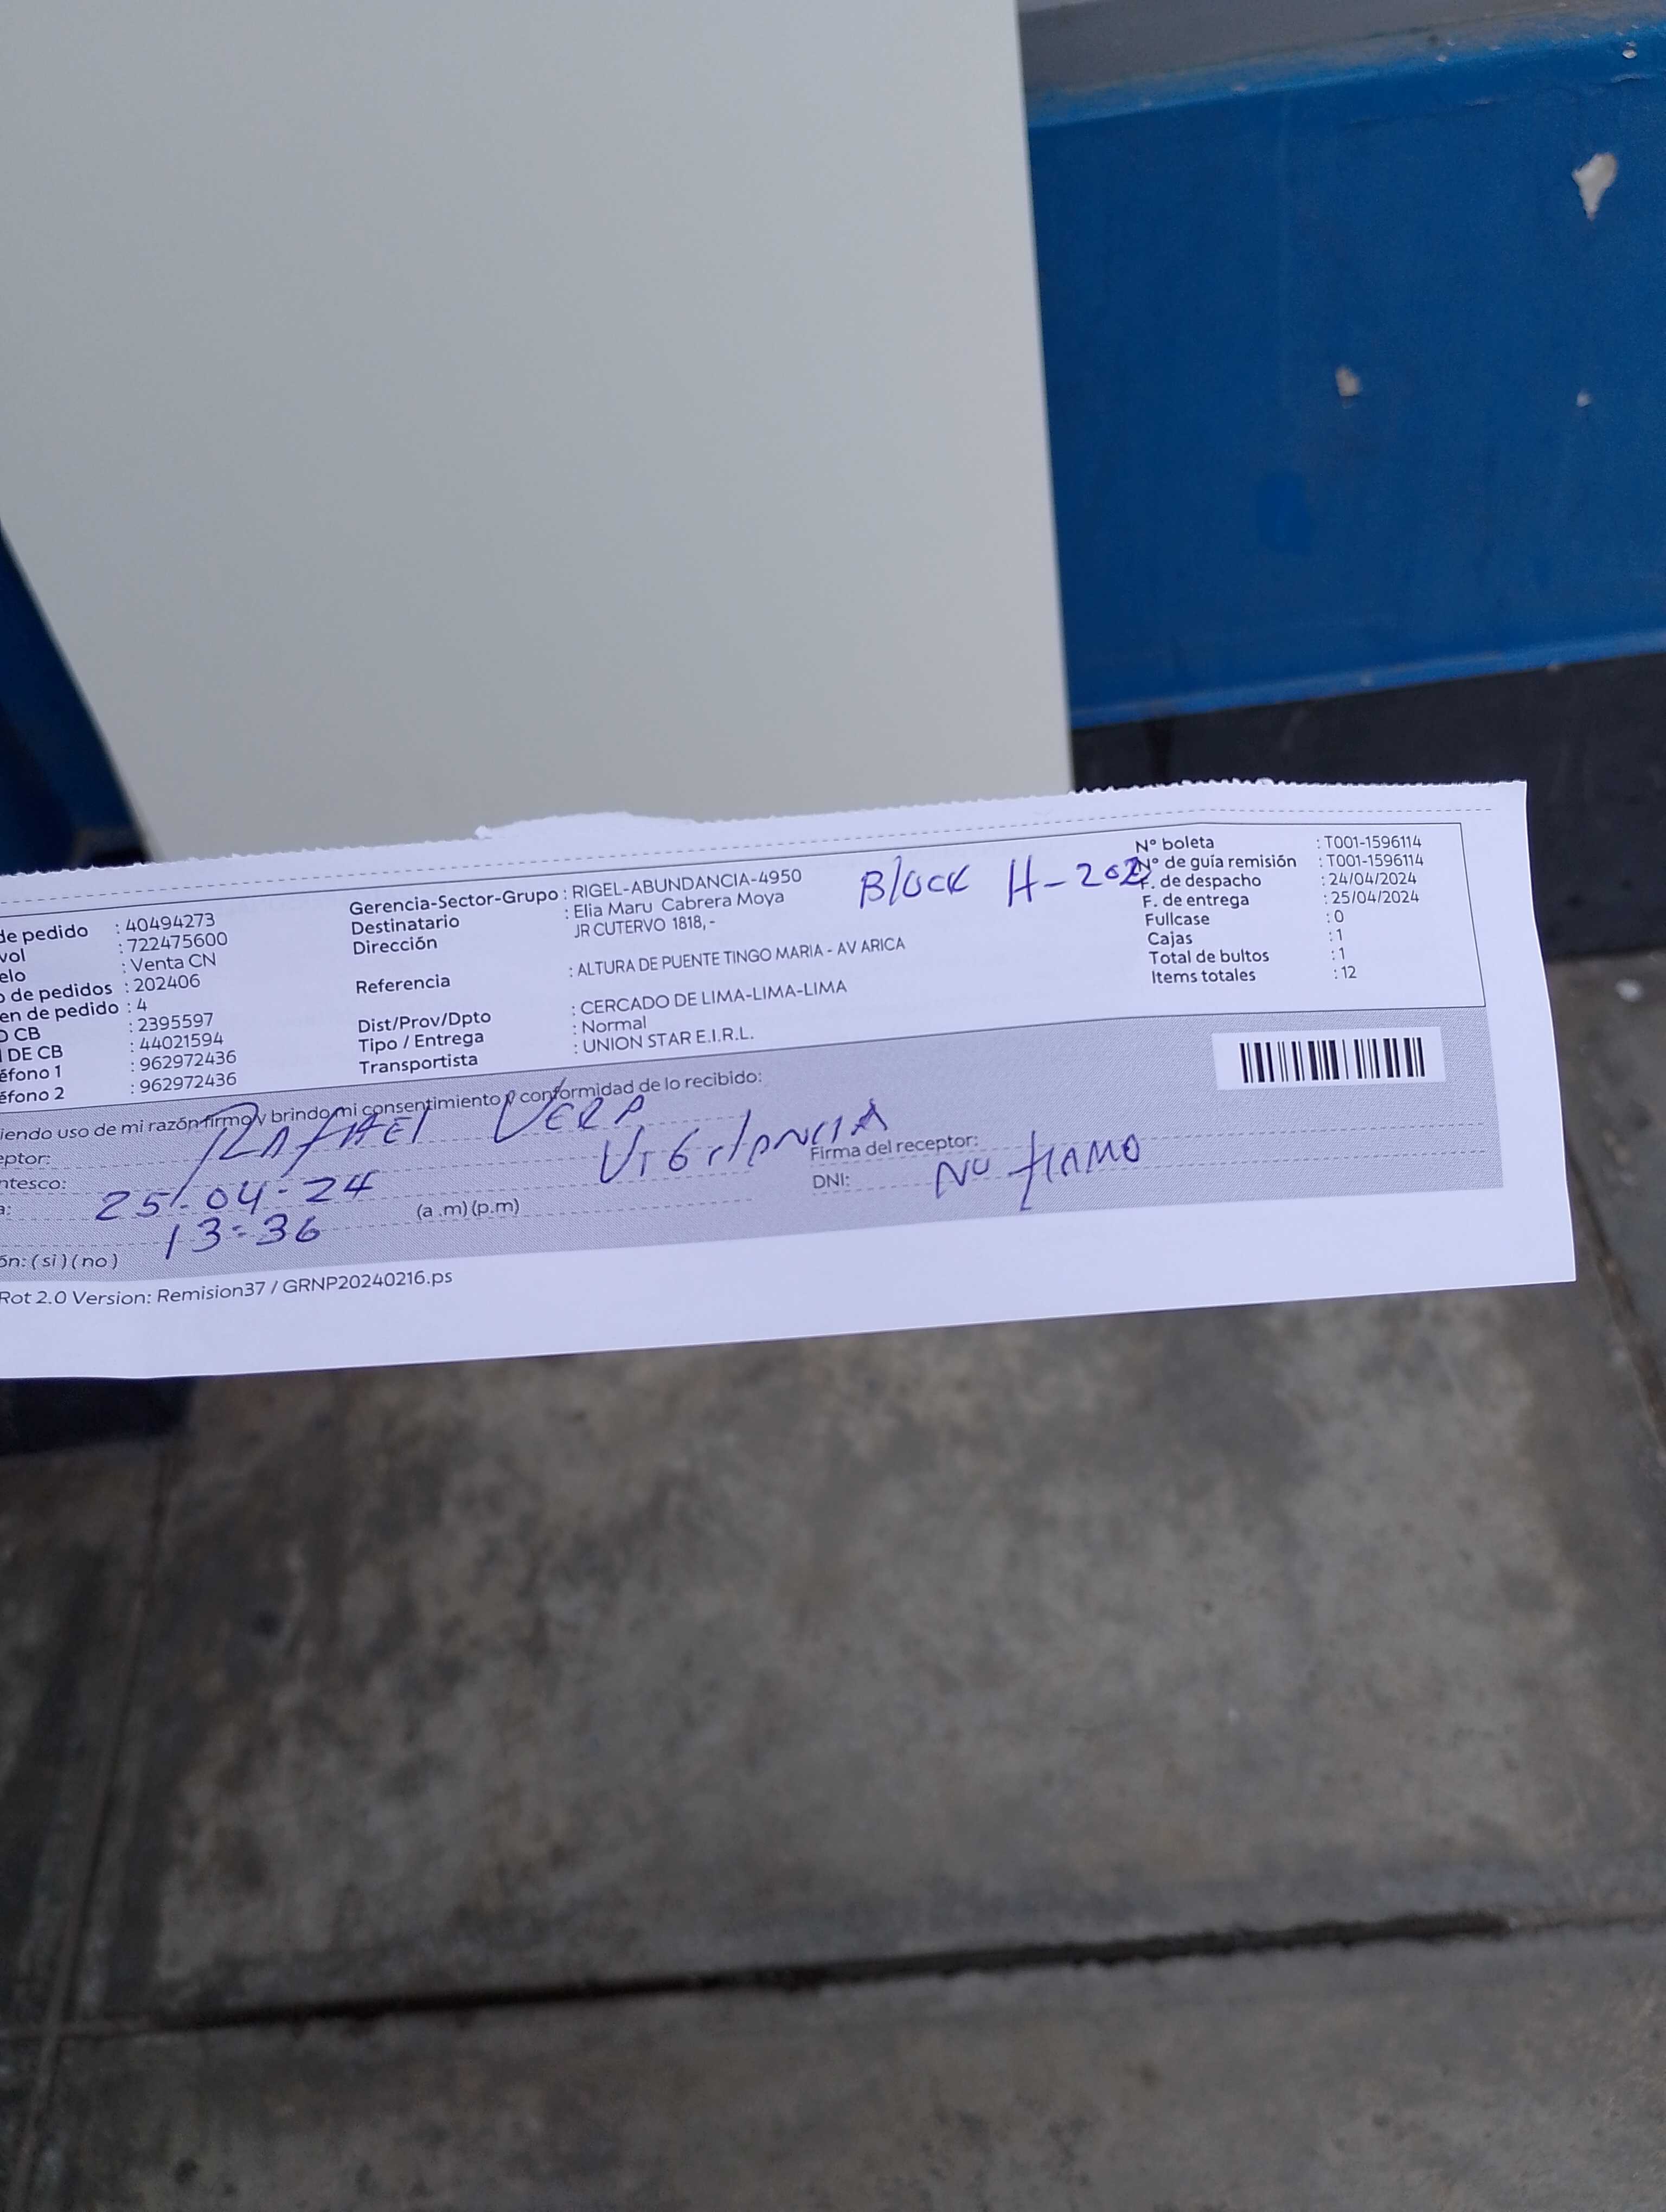 de pedido : 40494273
vol : 722475600
elo : Venta CN
o de pedidos : 202406
en de pedido : 4
O CB : 2395597
DE CB : 44021594
éfono 1 : 962972436
éfono 2 : 962972436
Gerencia-Sector-Grupo : RIGEL-ABUNDANCIA-4950
Destinatario : Elia Maru Cabrera Moya
Dirección JR CUTERVO 1818, -
Referencia : ALTURA DE PUENTE TINGO MARIA - AV ARICA
Dist/Prov/Dpto : CERCADO DE LIMA-LIMA-LIMA
Tipo / Entrega : Normal
Transportista : UNION STAR E.I.R.L.
Block H-202
N° boleta : T001-1596114
N° de guía remisión : T001-1596114
F. de despacho : 24/04/2024
F. de entrega : 25/04/2024
Fullcase : 0
Cajas : 1
Total de bultos : 1
Items totales : 12
iendo uso de mi razón firmo y brindo mi consentimiento y conformidad de lo recibido:
eptor: RAFAEL VERA
ntesco: VIGILANCIA
a: 25-04-24
13:36 (a .m) (p.m)
Firma del receptor:
DNI: NO FIRMO
ón: ( si ) ( no )
Rot 2.0 Version: Remision37 / GRNP20240216.ps